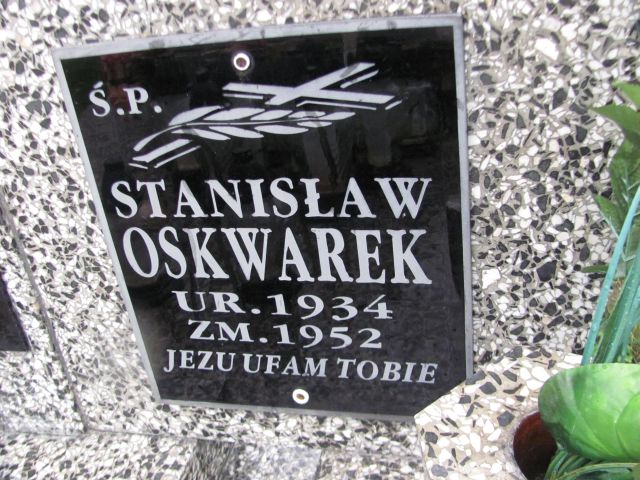 Ś.P.
STANISŁAW
OSKWAREK
UR.1934
ZM.1952
JEZU UFAM TOBIE